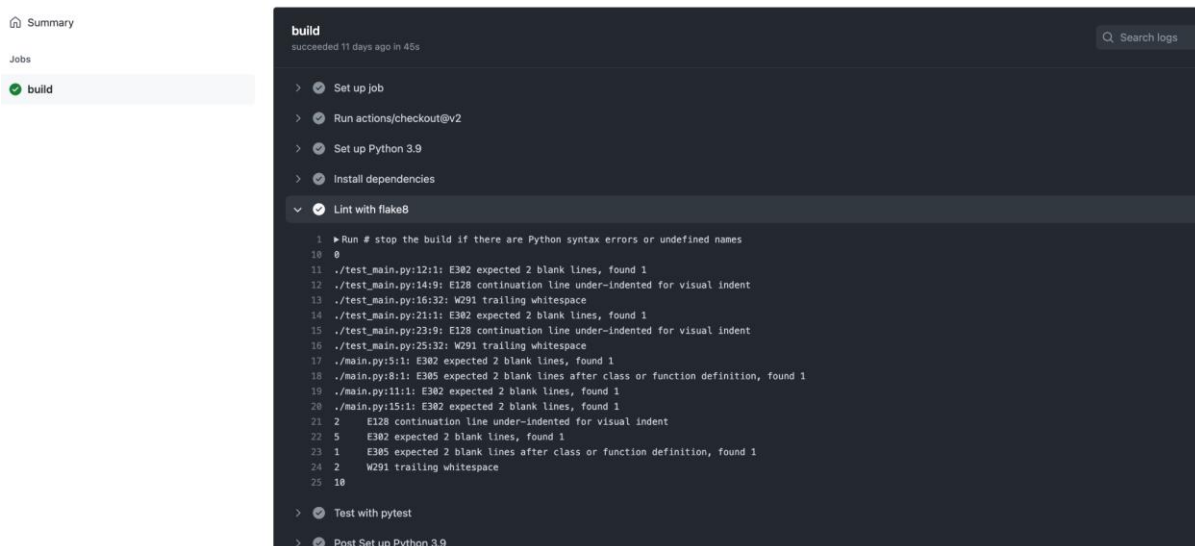 Summary
Jobs
build
build
succeeded 11 days ago in 45s
Search logs
Set up job
Run actions/checkout@v2
Set up Python 3.9
Install dependencies
Lint with flake8
1 ▶Run # stop the build if there are Python syntax errors or undefined names
10 0
11 ./test_main.py:12:1: E302 expected 2 blank lines, found 1
12 ./test_main.py:14:9: E128 continuation line under-indented for visual indent
13 ./test_main.py:16:32: W291 trailing whitespace
14 ./test_main.py:21:1: E302 expected 2 blank lines, found 1
15 ./test_main.py:23:9: E128 continuation line under-indented for visual indent
16 ./test_main.py:25:32: W291 trailing whitespace
17 ./main.py:5:1: E302 expected 2 blank lines, found 1
18 ./main.py:8:1: E305 expected 2 blank lines after class or function definition, found 1
19 ./main.py:11:1: E302 expected 2 blank lines, found 1
20 ./main.py:15:1: E302 expected 2 blank lines, found 1
21 2 E128 continuation line under-indented for visual indent
22 5 E302 expected 2 blank lines, found 1
23 1 E305 expected 2 blank lines after class or function definition, found 1
24 2 W291 trailing whitespace
25 10
Test with pytest
Post Set up Python 3.9